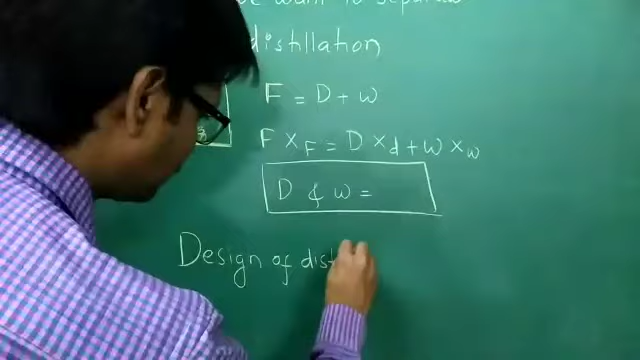 we want to separate
distillation
F = D + w
F x_F = D x_d + w x_w
D & w =
Design of dist